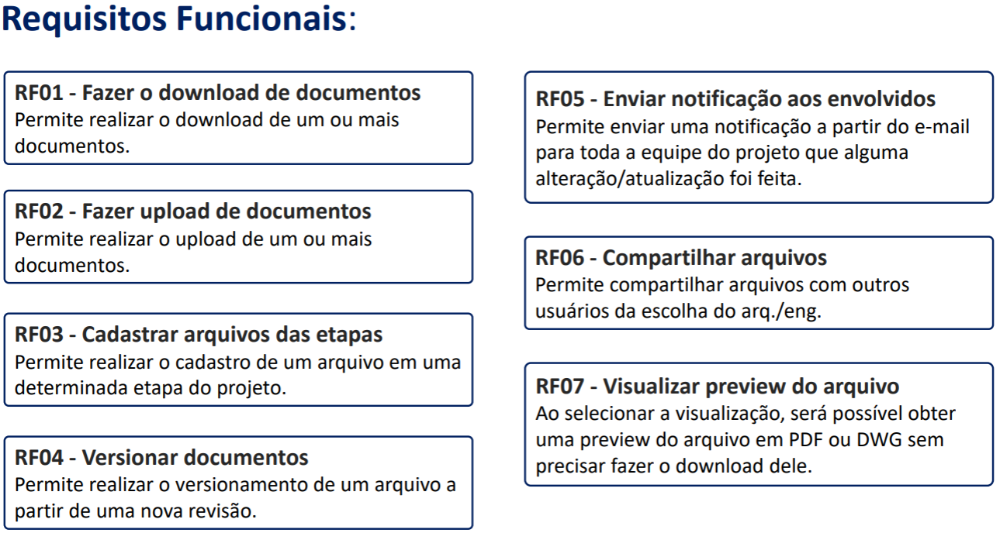 Requisitos Funcionais:
RF01 - Fazer o download de documentos
Permite realizar o download de um ou mais
documentos.
RF02 - Fazer upload de documentos
Permite realizar o upload de um ou mais
documentos.
RF03 - Cadastrar arquivos das etapas
Permite realizar o cadastro de um arquivo em uma
determinada etapa do projeto.
RF04 - Versionar documentos
Permite realizar o versionamento de um arquivo a
partir de uma nova revisão.
RF05 - Enviar notificação aos envolvidos
Permite enviar uma notificação a partir do e-mail
para toda a equipe do projeto que alguma
alteração/atualização foi feita.
RF06 - Compartilhar arquivos
Permite compartilhar arquivos com outros
usuários da escolha do arq./eng.
RF07 - Visualizar preview do arquivo
Ao selecionar a visualização, será possível obter
uma preview do arquivo em PDF ou DWG sem
precisar fazer o download dele.